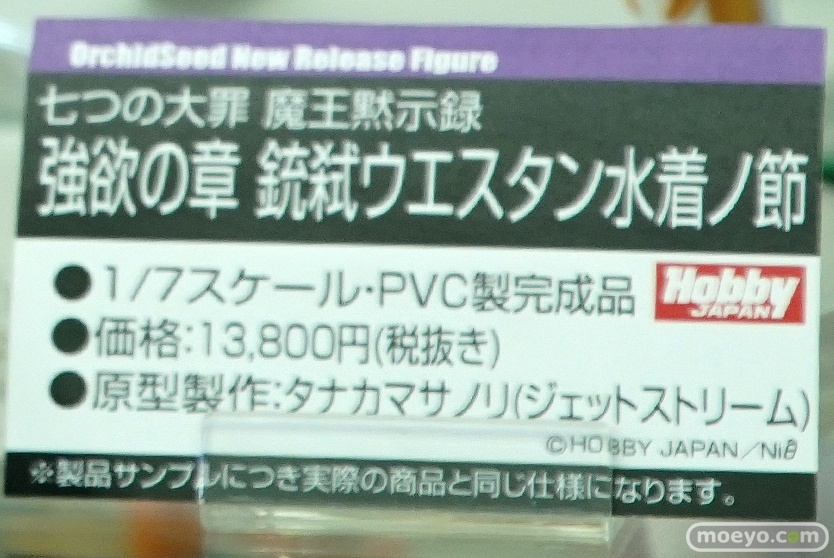 OrchidSeed New Release Figure
七つの大罪 魔王黙示録
強欲の章 銃弑ウエスタン水着ノ節
●1/7スケール・PVC製完成品
Hobby JAPAN
●価格:13,800円(税抜き)
●原型製作:タナカマサノリ(ジェットストリーム)
©HOBBY JAPAN/Niθ
※製品サンプルにつき実際の商品と同じ仕様になります。
moeyo.com